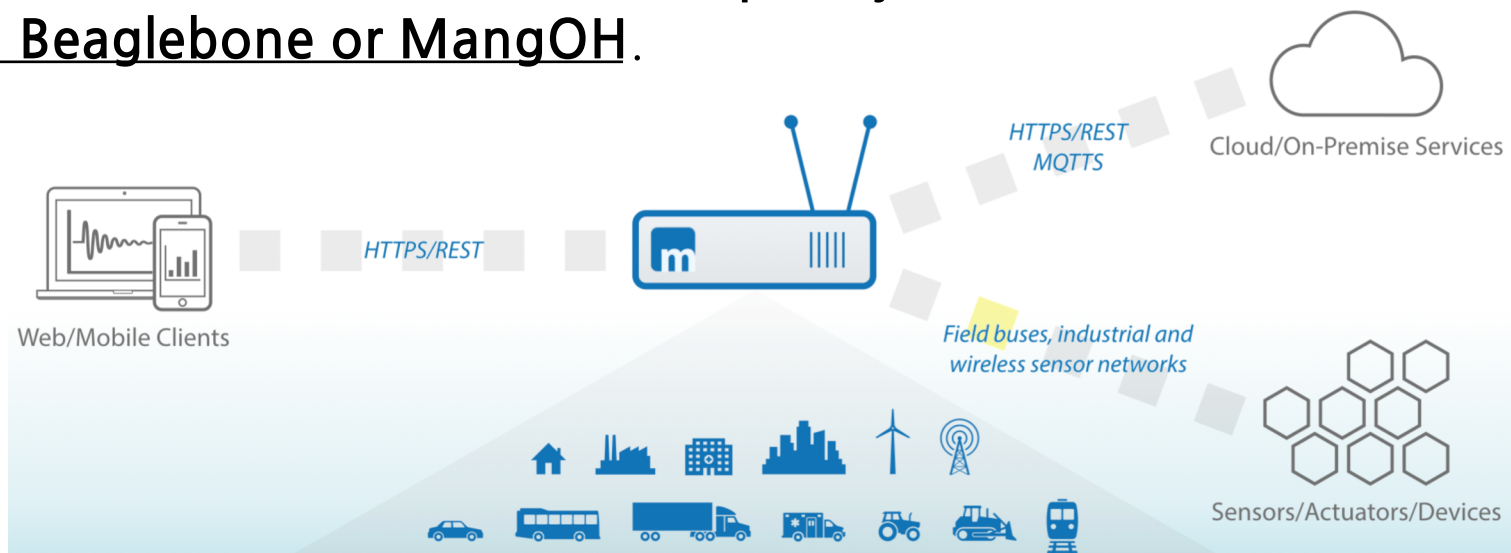 Beaglebone or MangOH.
HTTPS/REST
MQTTS
Cloud/On-Premise Services
HTTPS/REST
m
Web/Mobile Clients
Field buses, industrial and
wireless sensor networks
Sensors/Actuators/Devices